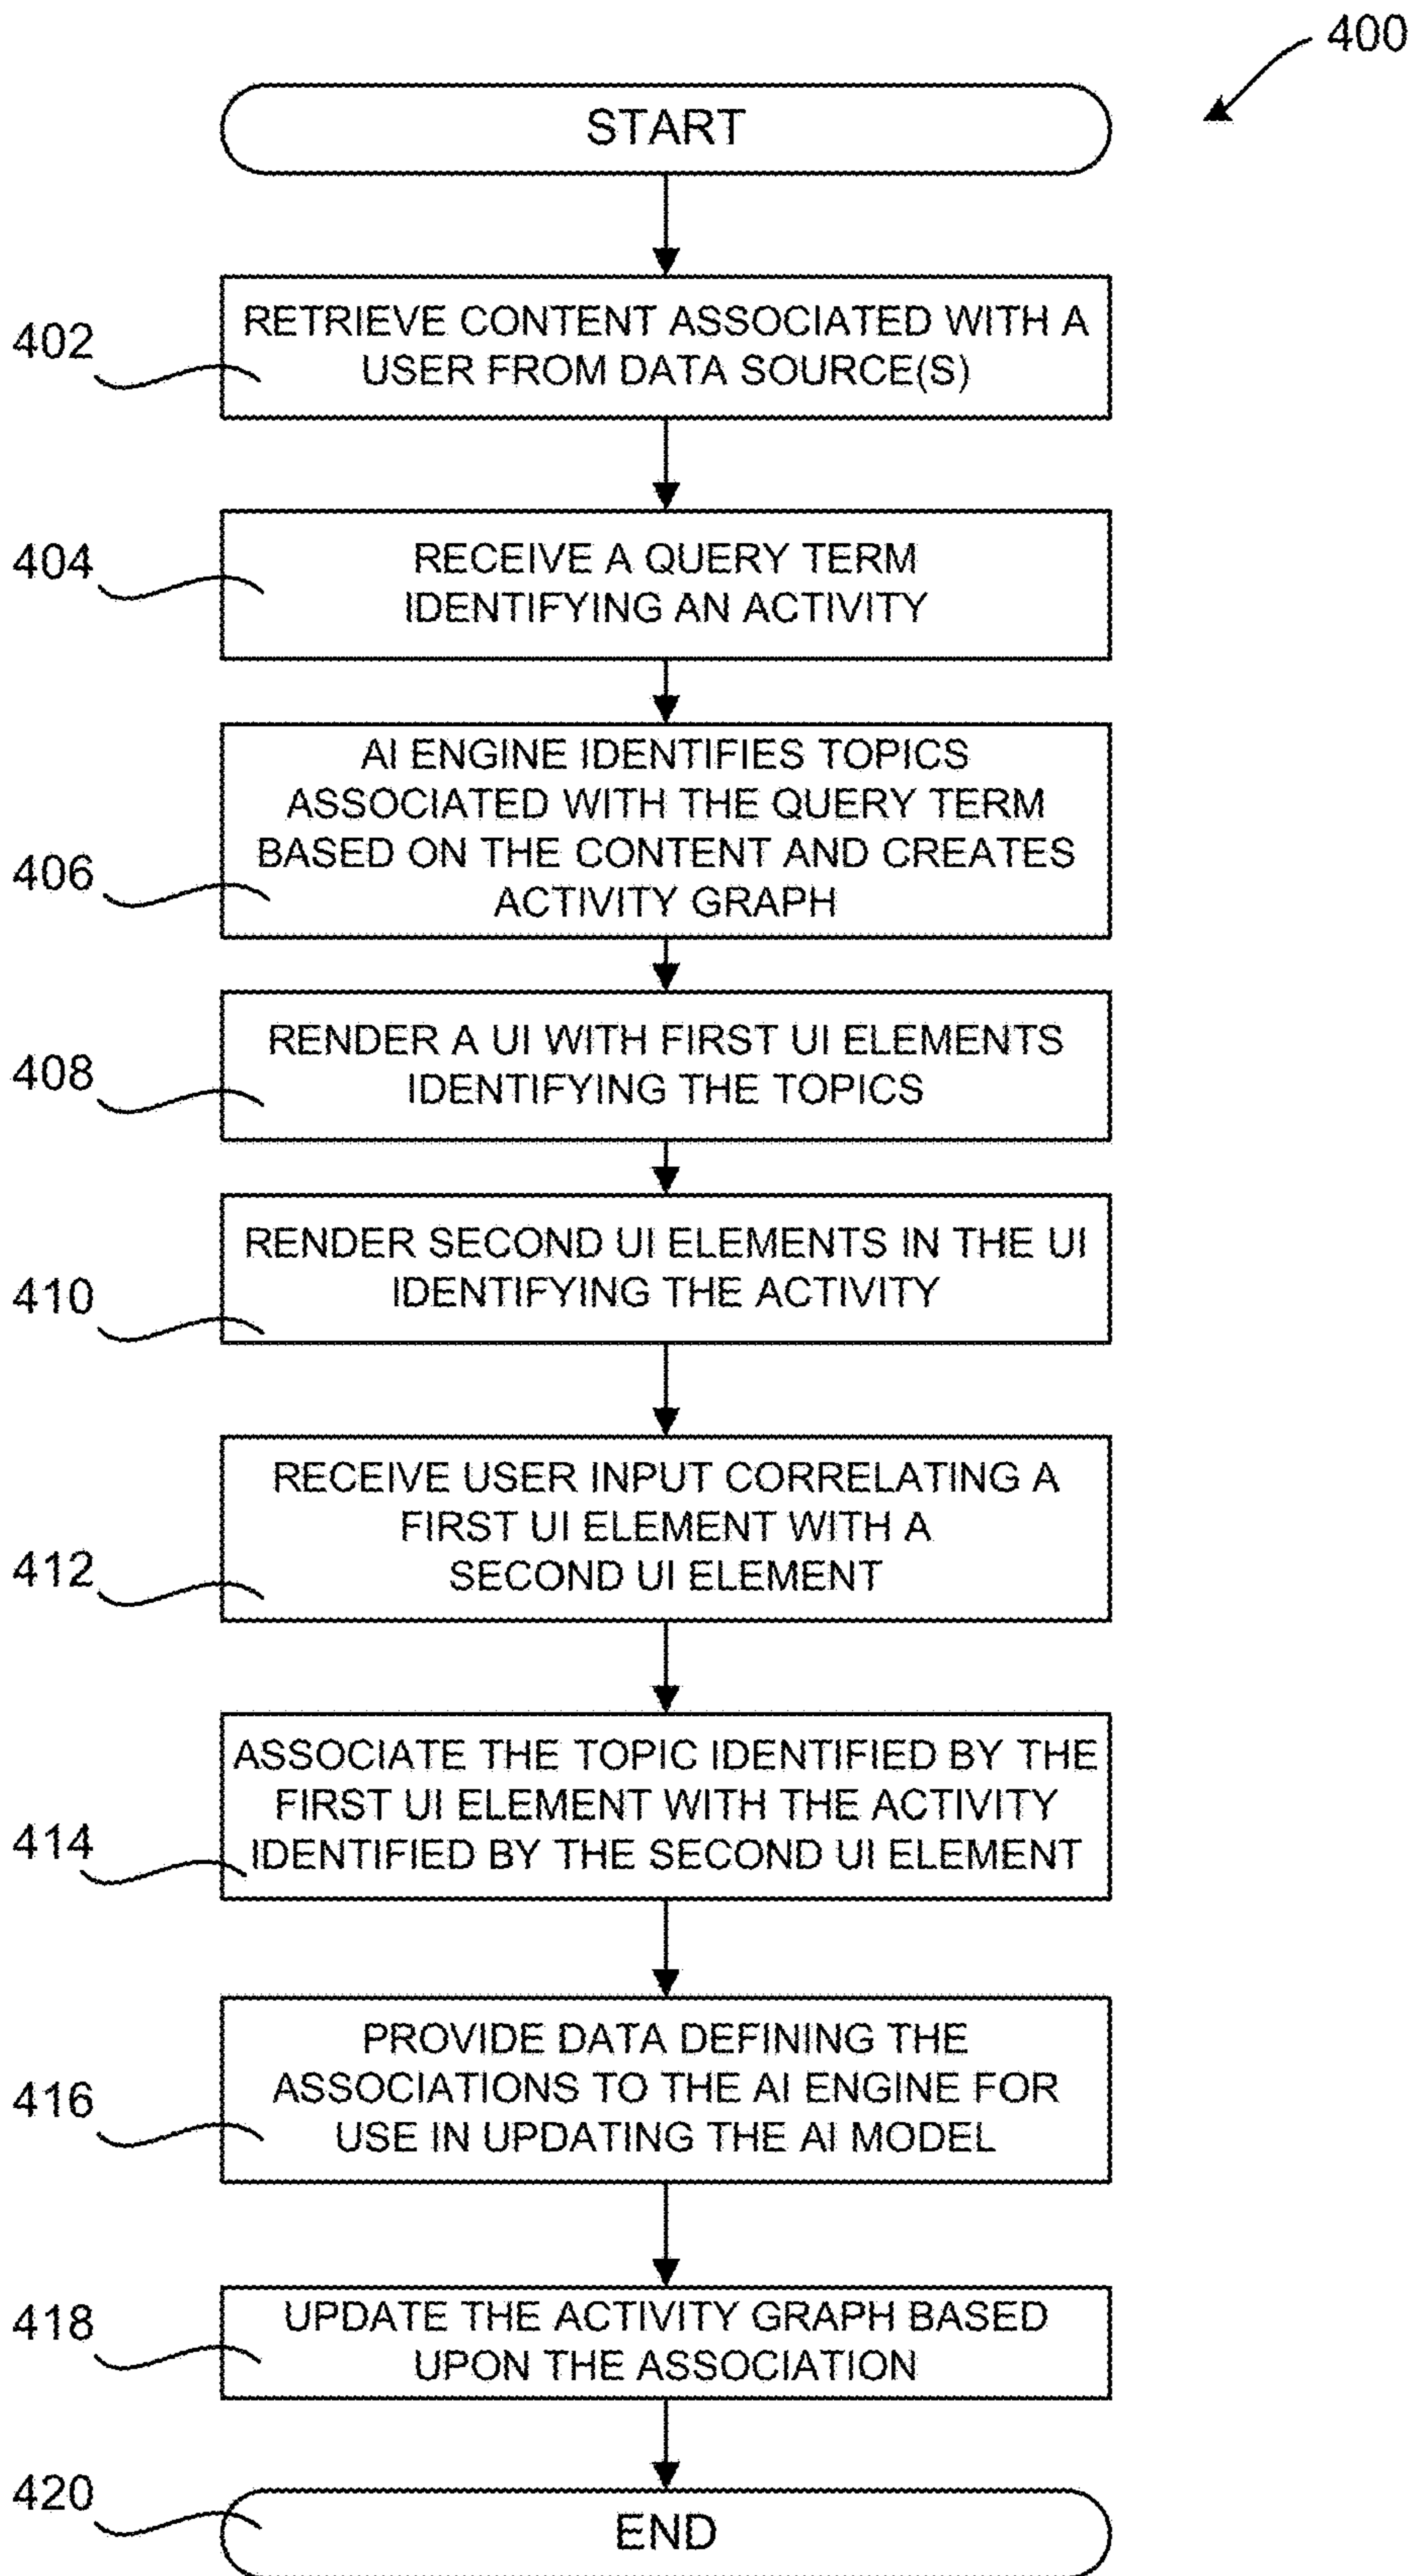 400
START
402
RETRIEVE CONTENT ASSOCIATED WITH A
USER FROM DATA SOURCE(S)
404
RECEIVE A QUERY TERM
IDENTIFYING AN ACTIVITY
406
AI ENGINE IDENTIFIES TOPICS
ASSOCIATED WITH THE QUERY TERM
BASED ON THE CONTENT AND CREATES
ACTIVITY GRAPH
408
RENDER A UI WITH FIRST UI ELEMENTS
IDENTIFYING THE TOPICS
410
RENDER SECOND UI ELEMENTS IN THE UI
IDENTIFYING THE ACTIVITY
412
RECEIVE USER INPUT CORRELATING A
FIRST UI ELEMENT WITH A
SECOND UI ELEMENT
414
ASSOCIATE THE TOPIC IDENTIFIED BY THE
FIRST UI ELEMENT WITH THE ACTIVITY
IDENTIFIED BY THE SECOND UI ELEMENT
416
PROVIDE DATA DEFINING THE
ASSOCIATIONS TO THE AI ENGINE FOR
USE IN UPDATING THE AI MODEL
418
UPDATE THE ACTIVITY GRAPH BASED
UPON THE ASSOCIATION
420
END